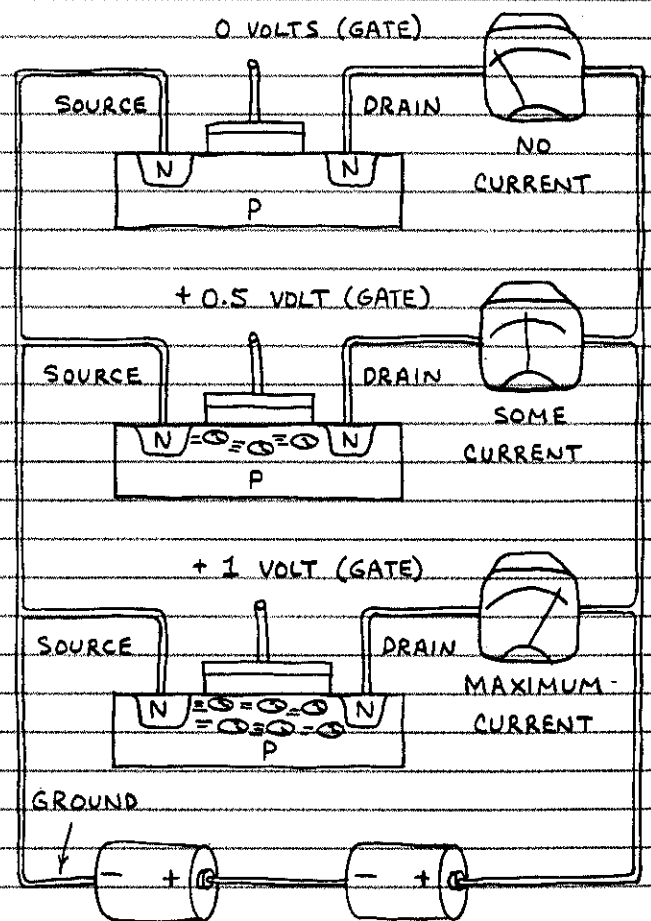 0 VOLTS (GATE)
SOURCE
DRAIN
N
N
P
NO
CURRENT
+ 0.5 VOLT (GATE)
SOURCE
DRAIN
N
N
P
SOME
CURRENT
+ 1 VOLT (GATE)
SOURCE
DRAIN
N
N
P
MAXIMUM
CURRENT
GROUND
- + - +